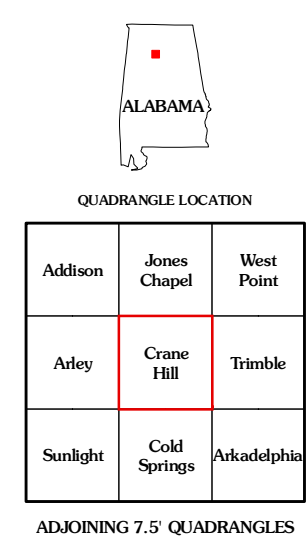 ALABAMA
QUADRANGLE LOCATION
Addison
Jones
Chapel
West
Point
Arley
Crane
Hill
Trimble
Sunlight
Cold
Springs
Arkadelphia
ADJOINING 7.5' QUADRANGLES